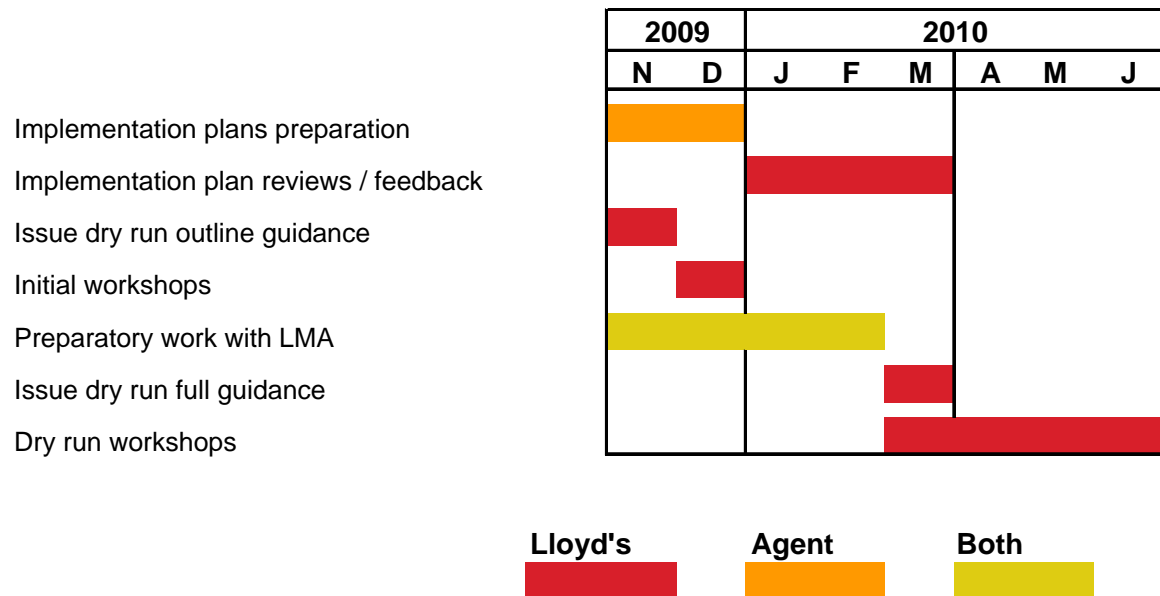 2009 2010
N D J F M A M J
Implementation plans preparation
Implementation plan reviews / feedback
Issue dry run outline guidance
Initial workshops
Preparatory work with LMA
Issue dry run full guidance
Dry run workshops
Lloyd's Agent Both